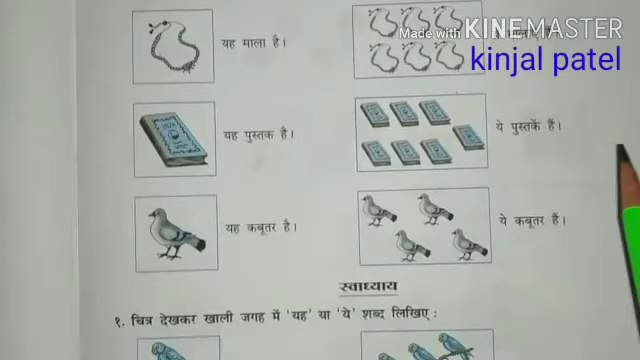 Made with KINEMASTER
kinjal patel
यह माला है।
यह पुस्तक है।
ये पुस्तकें हैं।
यह कबूतर है।
ये कबूतर हैं।
स्वाध्याय
१. चित्र देखकर खाली जगह में 'यह' या 'ये' शब्द लिखिए :